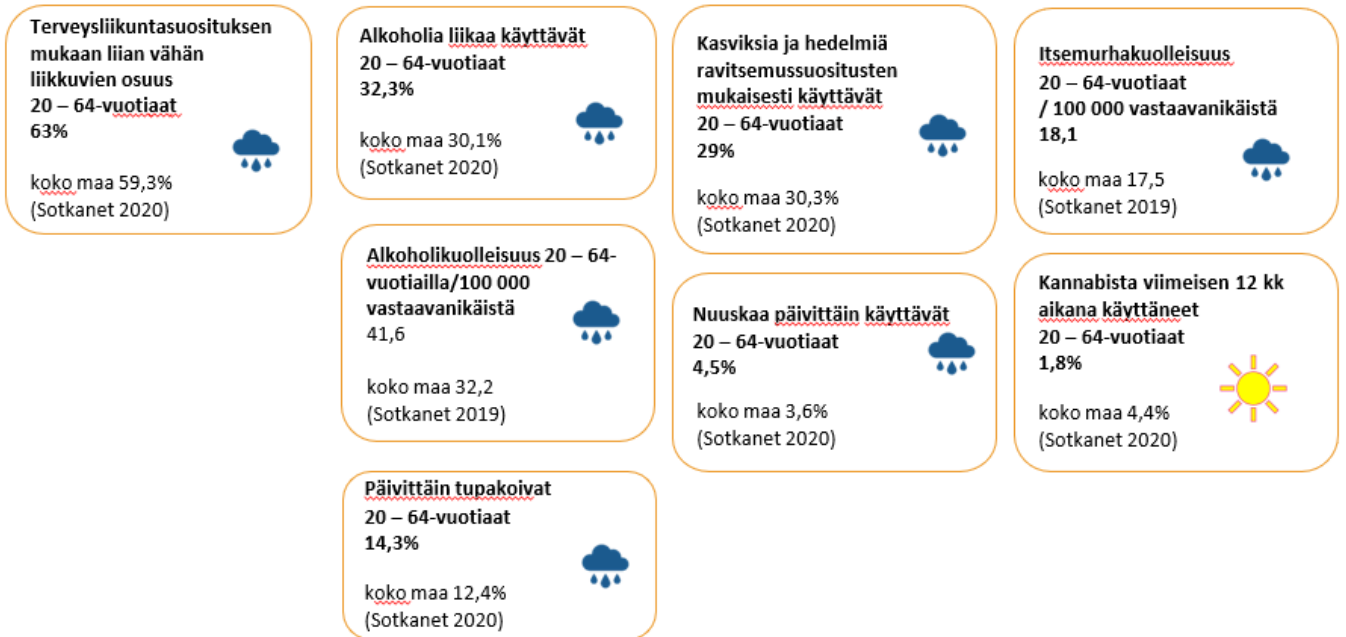 Terveysliikuntasuosituksen
mukaan liian vähän
liikkuvien osuus
20 – 64-vuotiaat
63%
koko maa 59,3%
(Sotkanet 2020)
Alkoholia liikaa käyttävät
20 – 64-vuotiaat
32,3%
koko maa 30,1%
(Sotkanet 2020)
Alkoholikuolleisuus 20 – 64-
vuotiailla/100 000
vastaavanikäistä
41,6
koko maa 32,2
(Sotkanet 2019)
Päivittäin tupakoivat
20 – 64-vuotiaat
14,3%
koko maa 12,4%
(Sotkanet 2020)
Kasviksia ja hedelmiä
ravitsemussuositusten
mukaisesti käyttävät
20 – 64-vuotiaat
29%
koko maa 30,3%
(Sotkanet 2020)
Nuuskaa päivittäin käyttävät
20 – 64-vuotiaat
4,5%
koko maa 3,6%
(Sotkanet 2020)
Itsemurhakuolleisuus
20 – 64-vuotiaat
/ 100 000 vastaavanikäistä
18,1
koko maa 17,5
(Sotkanet 2019)
Kannabista viimeisen 12 kk
aikana käyttäneet
20 – 64-vuotiaat
1,8%
koko maa 4,4%
(Sotkanet 2020)